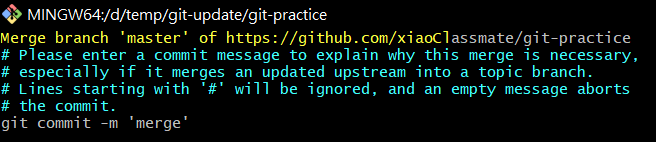 MINGW64:/d/temp/git-update/git-practice
Merge branch 'master' of https://github.com/xiaoClassmate/git-practice
# Please enter a commit message to explain why this merge is necessary,
# especially if it merges an updated upstream into a topic branch.
# Lines starting with '#' will be ignored, and an empty message aborts
# the commit.
git commit -m 'merge'